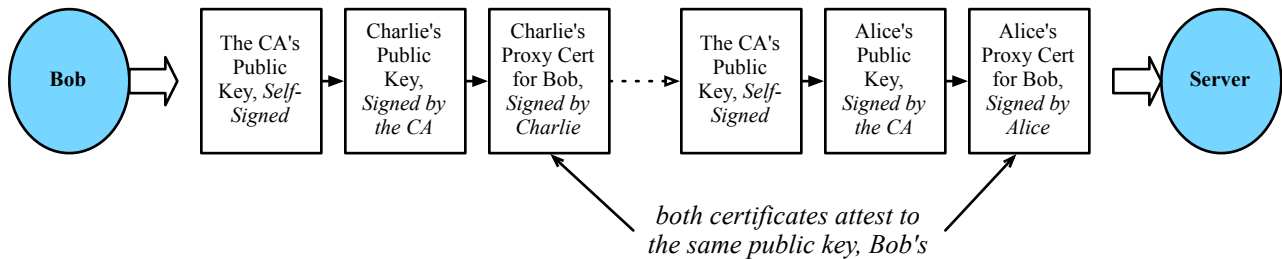 Bob
The CA's
Public
Key, Self-
Signed
Charlie's
Public
Key,
Signed by
the CA
Charlie's
Proxy Cert
for Bob,
Signed by
Charlie
The CA's
Public
Key, Self-
Signed
Alice's
Public
Key,
Signed by
the CA
Alice's
Proxy Cert
for Bob,
Signed by
Alice
Server
both certificates attest to
the same public key, Bob's